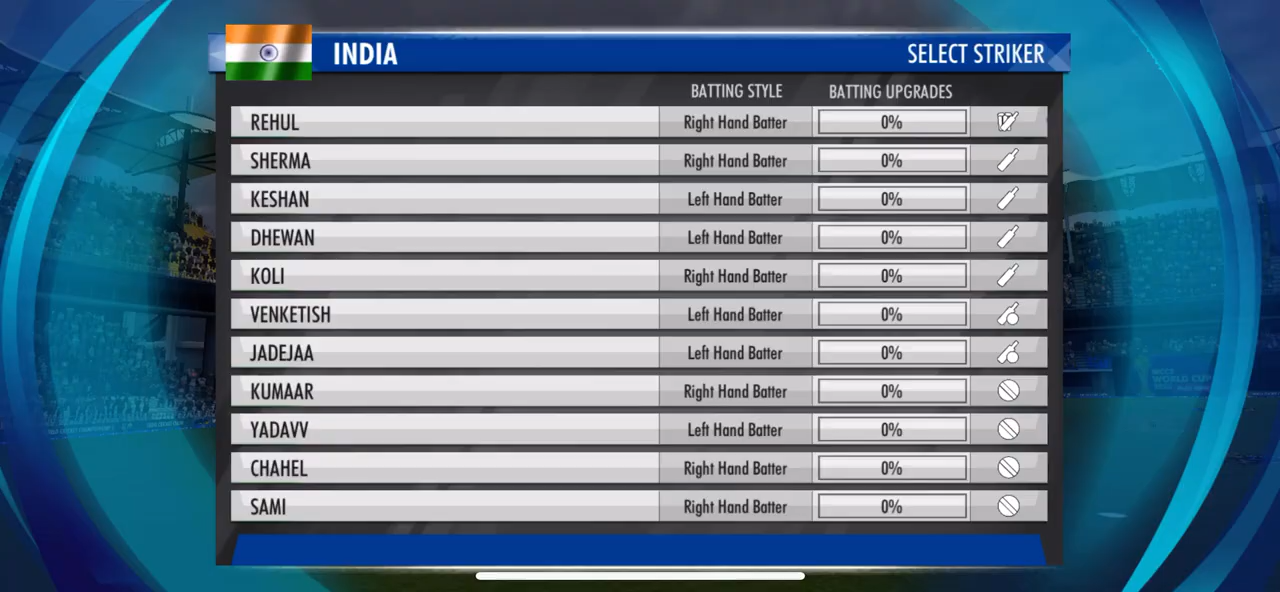 INDIA SELECT STRIKER
BATTING STYLE BATTING UPGRADES
REHUL Right Hand Batter 0%
SHERMA Right Hand Batter 0%
KESHAN Left Hand Batter 0%
DHEWAN Left Hand Batter 0%
KOLI Right Hand Batter 0%
VENKETISH Left Hand Batter 0%
JADEJAA Left Hand Batter 0%
KUMAAR Right Hand Batter 0%
YADAVV Left Hand Batter 0%
CHAHEL Right Hand Batter 0%
SAMI Right Hand Batter 0%
WORLD CUP